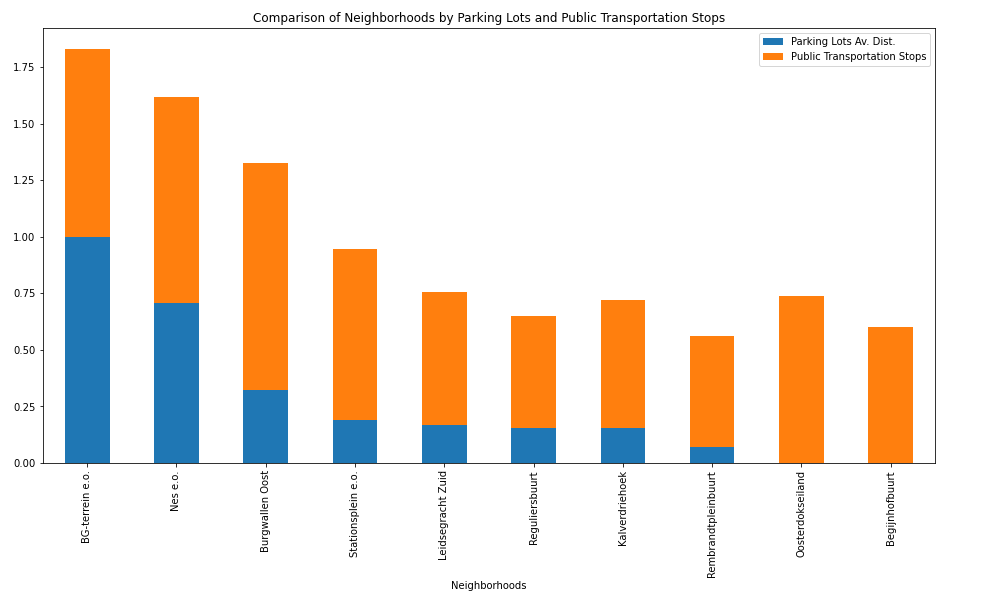 Comparison of Neighborhoods by Parking Lots and Public Transportation Stops
Parking Lots Av. Dist.
Public Transportation Stops
1.75
1.50
1.25
1.00
0.75
0.50
0.25
0.00
BG-terrein e.o.
Nes e.o.
Burgwallen Oost
Stationsplein e.o.
Leidsegracht Zuid
Reguliersbuurt
Kalverdriehoek
Rembrandtpleinbuurt
Oosterdokseiland
Begijnhofbuurt
Neighborhoods